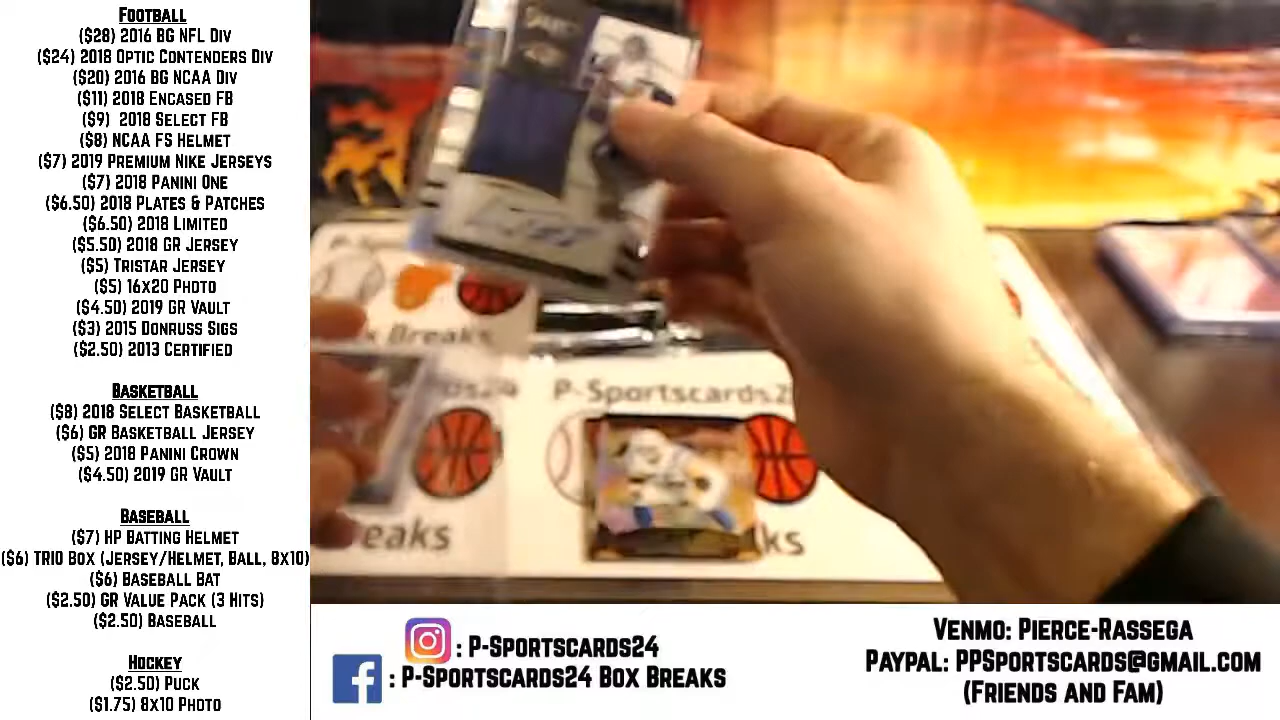 FOOTBALL
($28) 2016 BG NFL DIV
($24) 2018 OPTIC CONTENDERS DIV
($20) 2016 BG NCAA DIV
($11) 2018 ENCASED FB
($9) 2018 SELECT FB
($8) NCAA FS HELMET
($7) 2019 PREMIUM NIKE JERSEYS
($7) 2018 PANINI ONE
($6.50) 2018 PLATES & PATCHES
($6.50) 2018 LIMITED
($5.50) 2018 GR JERSEY
($5) TRISTAR JERSEY
($5) 16X20 PHOTO
($4.50) 2019 GR VAULT
($3) 2015 DONRUSS SIGS
($2.50) 2013 CERTIFIED
BASKETBALL
($8) 2018 SELECT BASKETBALL
($6) GR BASKETBALL JERSEY
($5) 2018 PANINI CROWN
($4.50) 2019 GR VAULT
BASEBALL
($7) HP BATTING HELMET
($6) TRIO BOX (JERSEY/HELMET, BALL, 8X10)
($6) BASEBALL BAT
($2.50) GR VALUE PACK (3 HITS)
($2.50) BASEBALL
HOCKEY
($2.50) PUCK
($1.75) 8X10 PHOTO
P-Sp
k Breaks
rds24
P-Sportscards2
reaks
ks
: P-SPORTSCARDS24
: P-SPORTSCARDS24 BOX BREAKS
VENMO: PIERCE-RASSEGA
PAYPAL: PPSPORTSCARDS@GMAIL.COM
(FRIENDS AND FAM)